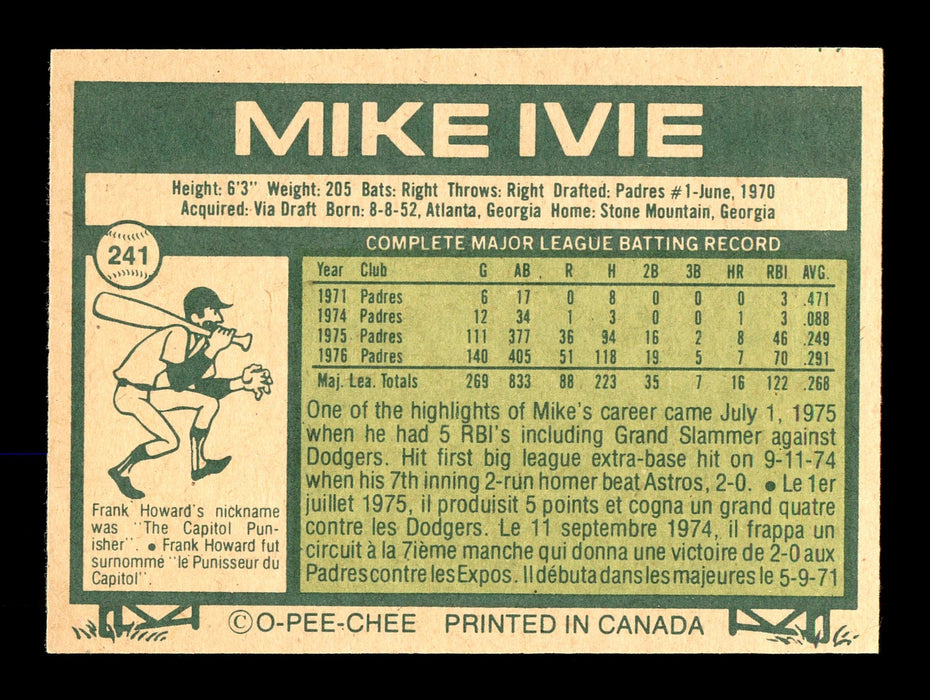 MIKE IVIE
Height: 6'3" Weight: 205 Bats: Right Throws: Right Drafted: Padres #1-June, 1970
Acquired: Via Draft Born: 8-8-52, Atlanta, Georgia Home: Stone Mountain, Georgia
241
COMPLETE MAJOR LEAGUE BATTING RECORD
Year Club G AB R H 2B 3B HR RBI AVG.
1971 Padres 6 17 0 8 0 0 0 3 .471
1974 Padres 12 34 1 3 0 0 1 3 .088
1975 Padres 111 377 36 94 16 2 8 46 .249
1976 Padres 140 405 51 118 19 5 7 70 .291
Maj. Lea. Totals 269 833 88 223 35 7 16 122 .268
One of the highlights of Mike's career came July 1, 1975
when he had 5 RBI's including Grand Slammer against
Dodgers. Hit first big league extra-base hit on 9-11-74
when his 7th inning 2-run homer beat Astros, 2-0. ● Le 1er
juillet 1975, il produisit 5 points et cogna un grand quatre
contre les Dodgers. Le 11 septembre 1974, il frappa un
circuit à la 7ième manche qui donna une victoire de 2-0 aux
Padres contre les Expos. Il débuta dans les majeures le 5-9-71
Frank Howard's nickname
was "The Capitol Pun-
isher". ● Frank Howard fut
surnommé "le Punisseur du
Capitol".
©O-PEE-CHEE PRINTED IN CANADA